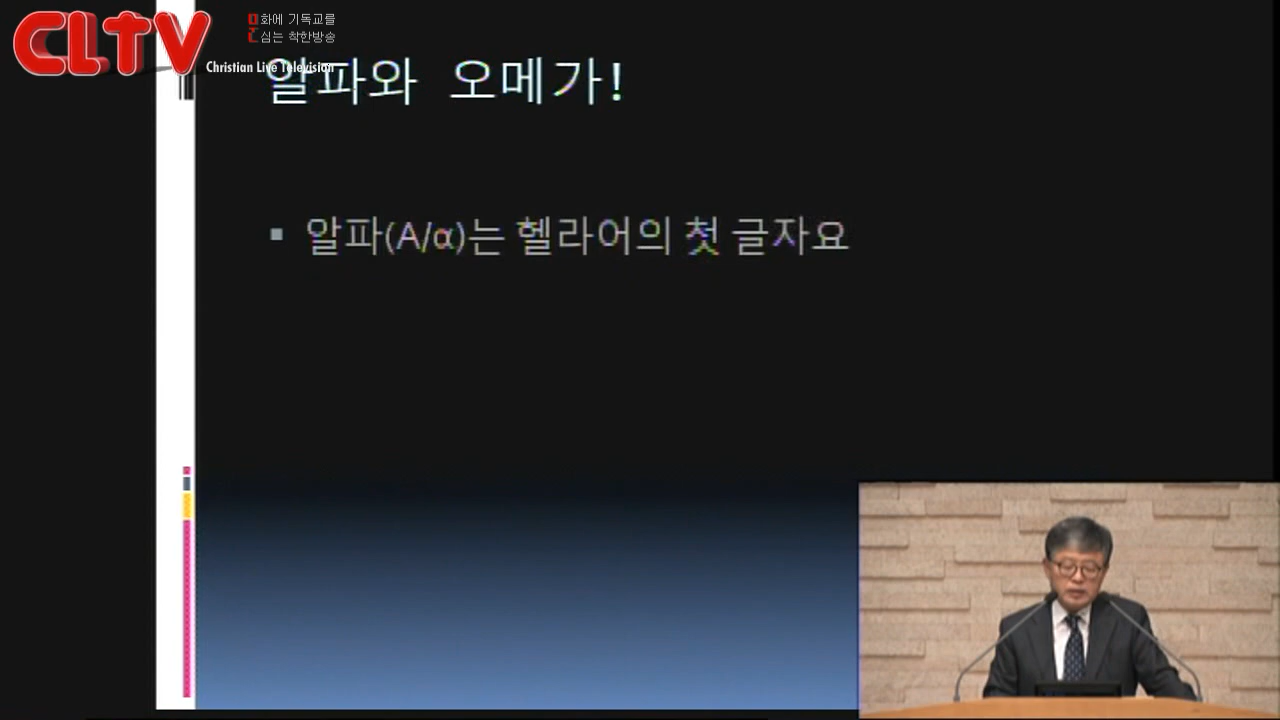 CLTV
문화에 기독교를
심는 착한방송
Christian Live Television
알파와 오메가!
알파(A/α)는 헬라어의 첫 글자요